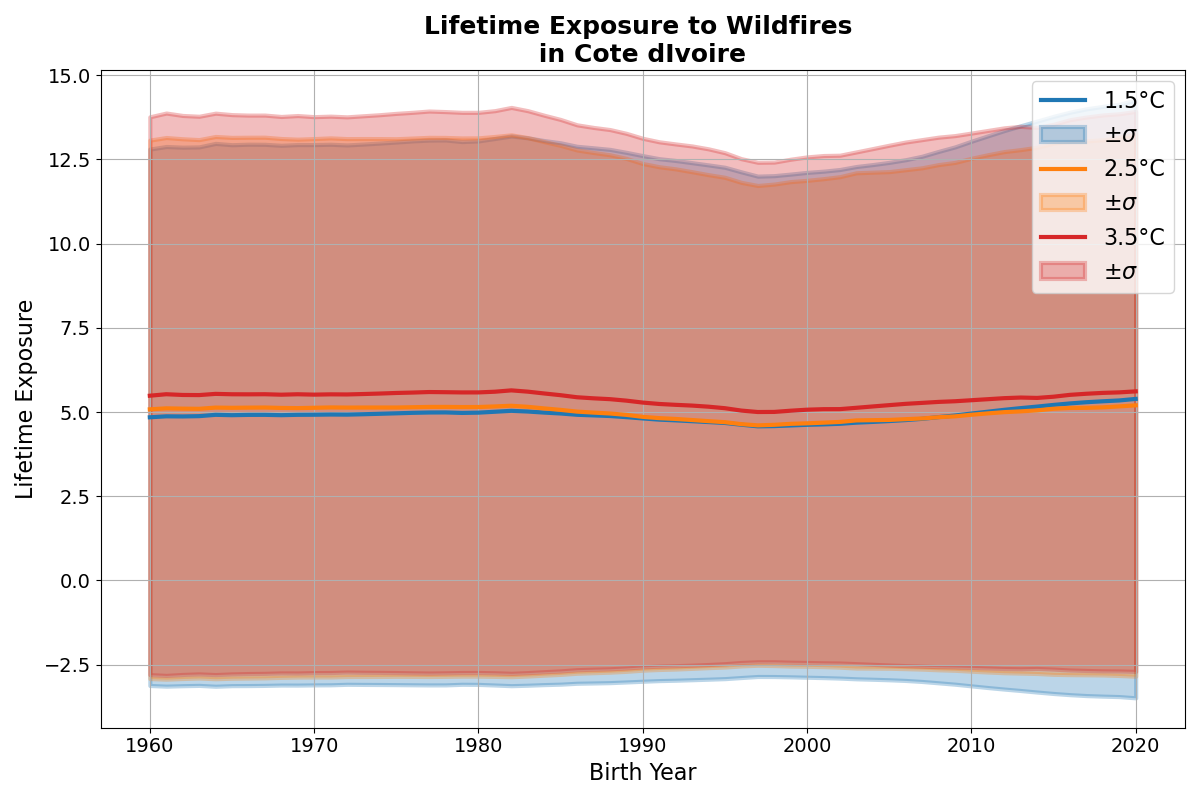 Lifetime Exposure to Wildfires
in Cote dIvoire
15.0
12.5
10.0
7.5
5.0
2.5
0.0
−2.5
Lifetime Exposure
1960
1970
1980
1990
2000
2010
2020
Birth Year
1.5°C
±σ
2.5°C
±σ
3.5°C
±σ